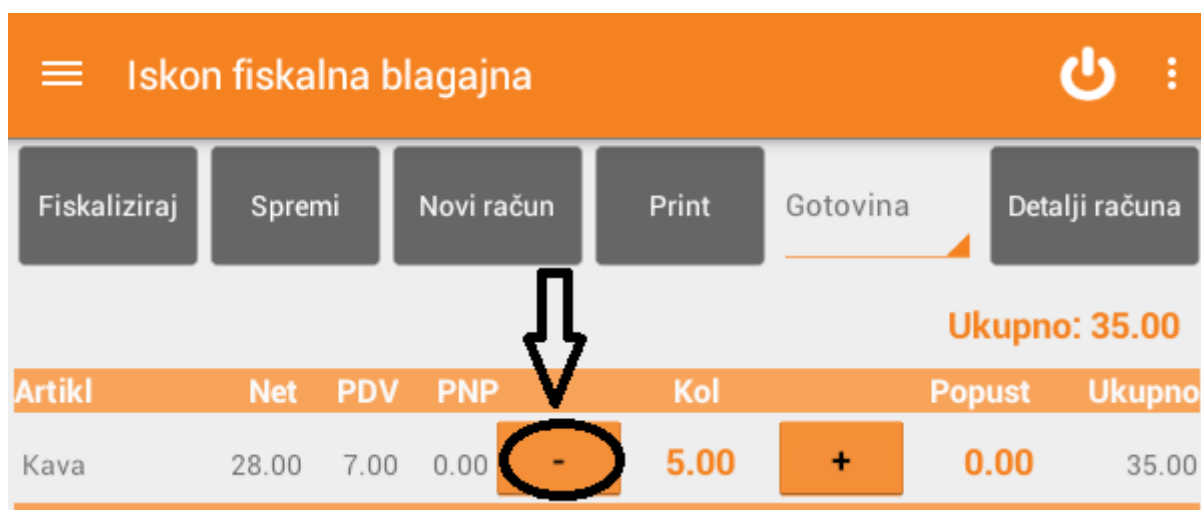 Iskon fiskalna blagajna
Fiskaliziraj Spremi Novi račun Print Gotovina Detalji računa
Ukupno: 35.00
Artikl Net PDV PNP Kol Popust Ukupno
Kava 28.00 7.00 0.00 - 5.00 + 0.00 35.00